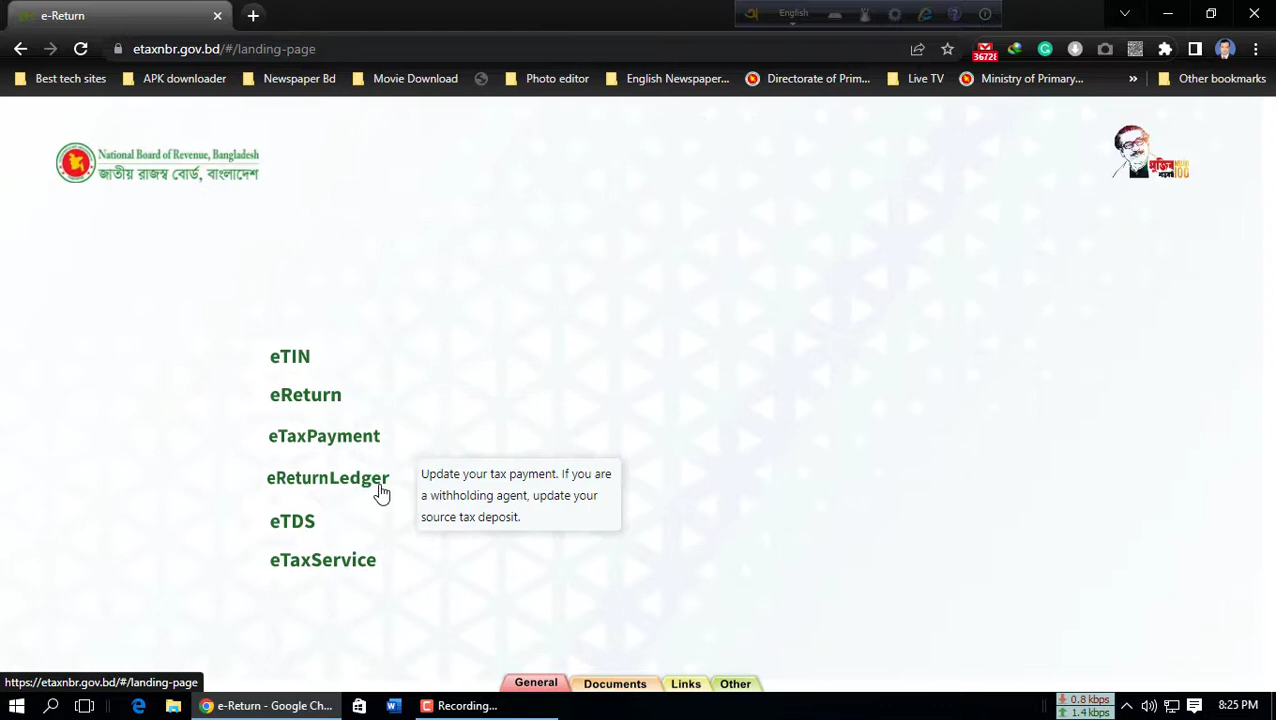 e-Return
English
etaxnbr.gov.bd/#/landing-page
Best tech sites
APK downloader
Newspaper Bd
Movie Download
Photo editor
English Newspaper...
Directorate of Prim...
Live TV
Ministry of Primary...
Other bookmarks
National Board of Revenue, Bangladesh
জাতীয় রাজস্ব বোর্ড, বাংলাদেশ
eTIN
eReturn
eTaxPayment
eReturnLedger
Update your tax payment. If you are
a withholding agent, update your
source tax deposit.
eTDS
eTaxService
https://etaxnbr.gov.bd/#/landing-page
General
Documents
Links
Other
e-Return - Google Ch...
Recording...
0.8 kbps
1.4 kbps
8:25 PM